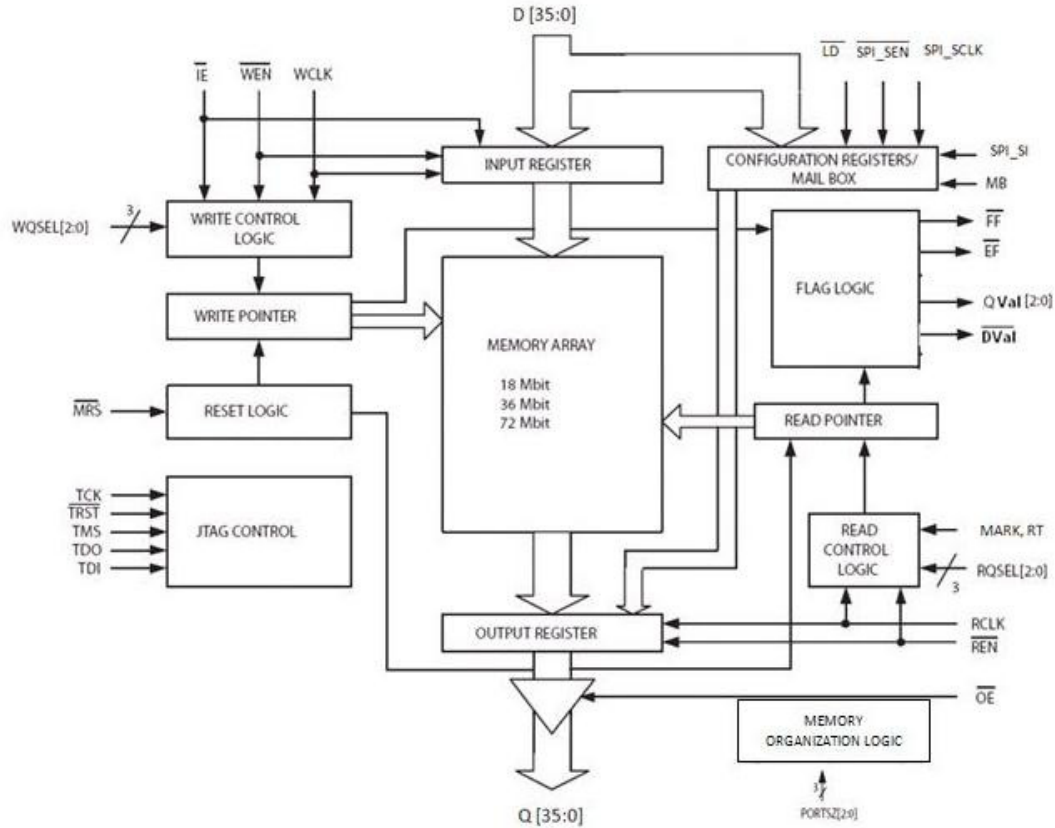 D [35:0]
LD SPI_SEN SPI_SCLK
IE WEN WCLK
INPUT REGISTER
CONFIGURATION REGISTERS/
MAIL BOX
SPI_SI
MB
WQSEL[2:0]
3
WRITE CONTROL
LOGIC
FLAG LOGIC
FF
EF
QVal [2:0]
DVal
WRITE POINTER
MEMORY ARRAY
18 Mbit
36 Mbit
72 Mbit
MRS
RESET LOGIC
READ POINTER
TCK
TRST
TMS
TDO
TDI
JTAG CONTROL
READ
CONTROL
LOGIC
MARK, RT
RQSEL[2:0]
3
OUTPUT REGISTER
RCLK
REN
OE
MEMORY
ORGANIZATION LOGIC
3
PORTSZ[2:0]
Q [35:0]